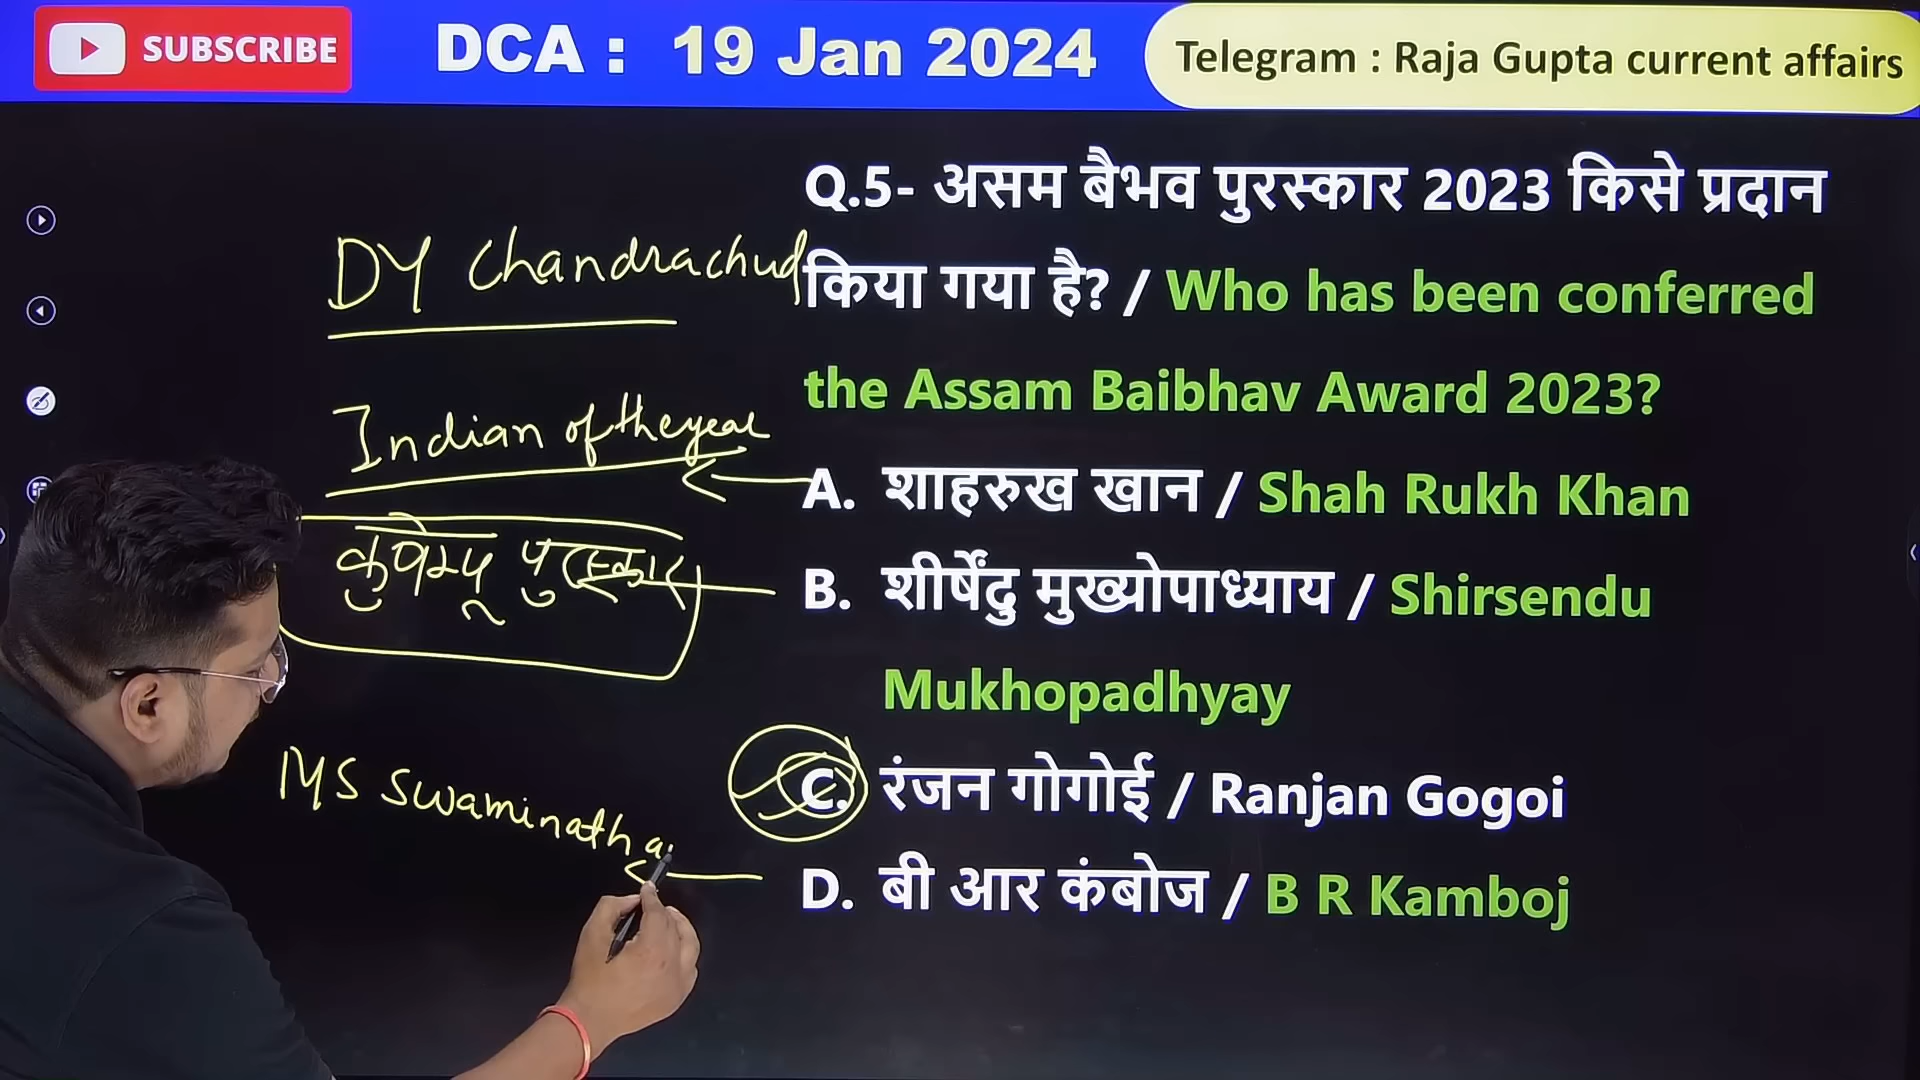 SUBSCRIBE
DCA : 19 Jan 2024
Telegram : Raja Gupta current affairs
Q.5- असम बैभव पुरस्कार 2023 किसे प्रदान
किया गया है? / Who has been conferred
the Assam Baibhav Award 2023?
A. शाहरुख खान / Shah Rukh Khan
B. शीर्षेंदु मुख्योपाध्याय / Shirsendu
Mukhopadhyay
C. रंजन गोगोई / Ranjan Gogoi
D. बी आर कंबोज / B R Kamboj
DY Chandrachud
Indian of the year
पुरस्कार
MS Swaminatha